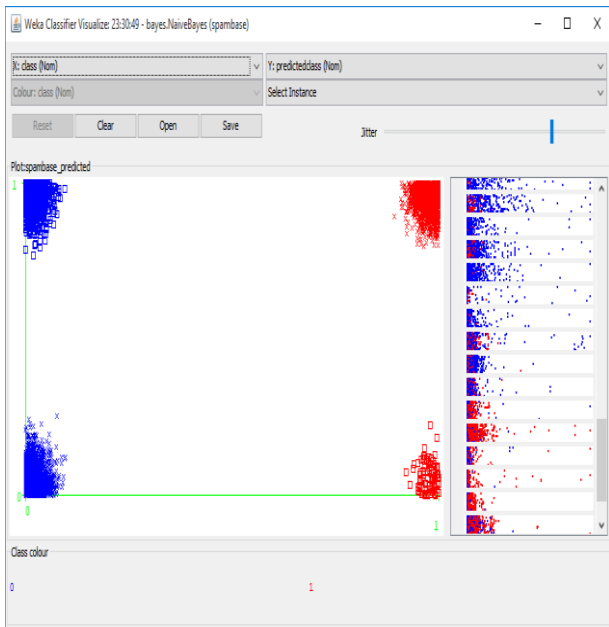 Weka Classifier Visualize: 23:30:49 - bayes.NaiveBayes (spambase)
X: class (Nom)
Y: predictedclass (Nom)
Colour: class (Nom)
Select Instance
Reset
Clear
Open
Save
Jitter
Plot:spambase_predicted
1
0
0
1
Class colour
0
1